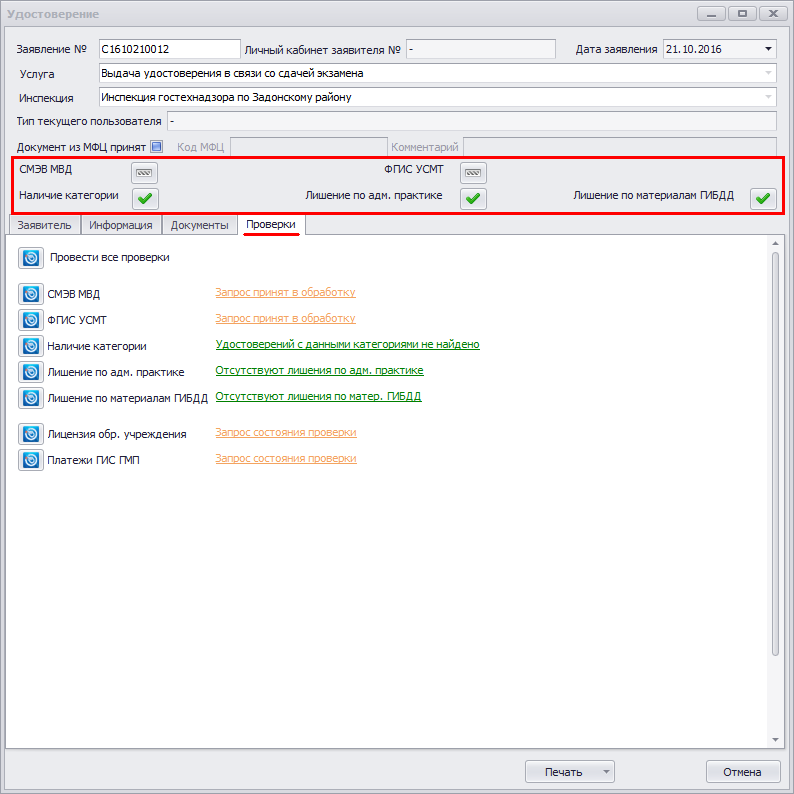 Удостоверение
Заявление № С1610210012 Личный кабинет заявителя № - Дата заявления 21.10.2016
Услуга Выдача удостоверения в связи со сдачей экзамена
Инспекция Инспекция гостехнадзора по Задонскому району
Тип текущего пользователя -
Документ из МФЦ принят Код МФЦ Комментарий
СМЭВ МВД ФГИС УСМТ
Наличие категории Лишение по адм. практике Лишение по материалам ГИБДД
Заявитель Информация Документы Проверки
Провести все проверки
СМЭВ МВД Запрос принят в обработку
ФГИС УСМТ Запрос принят в обработку
Наличие категории Удостоверений с данными категориями не найдено
Лишение по адм. практике Отсутствуют лишения по адм. практике
Лишение по материалам ГИБДД Отсутствуют лишения по матер. ГИБДД
Лицензия обр. учреждения Запрос состояния проверки
Платежи ГИС ГМП Запрос состояния проверки
Печать Отмена